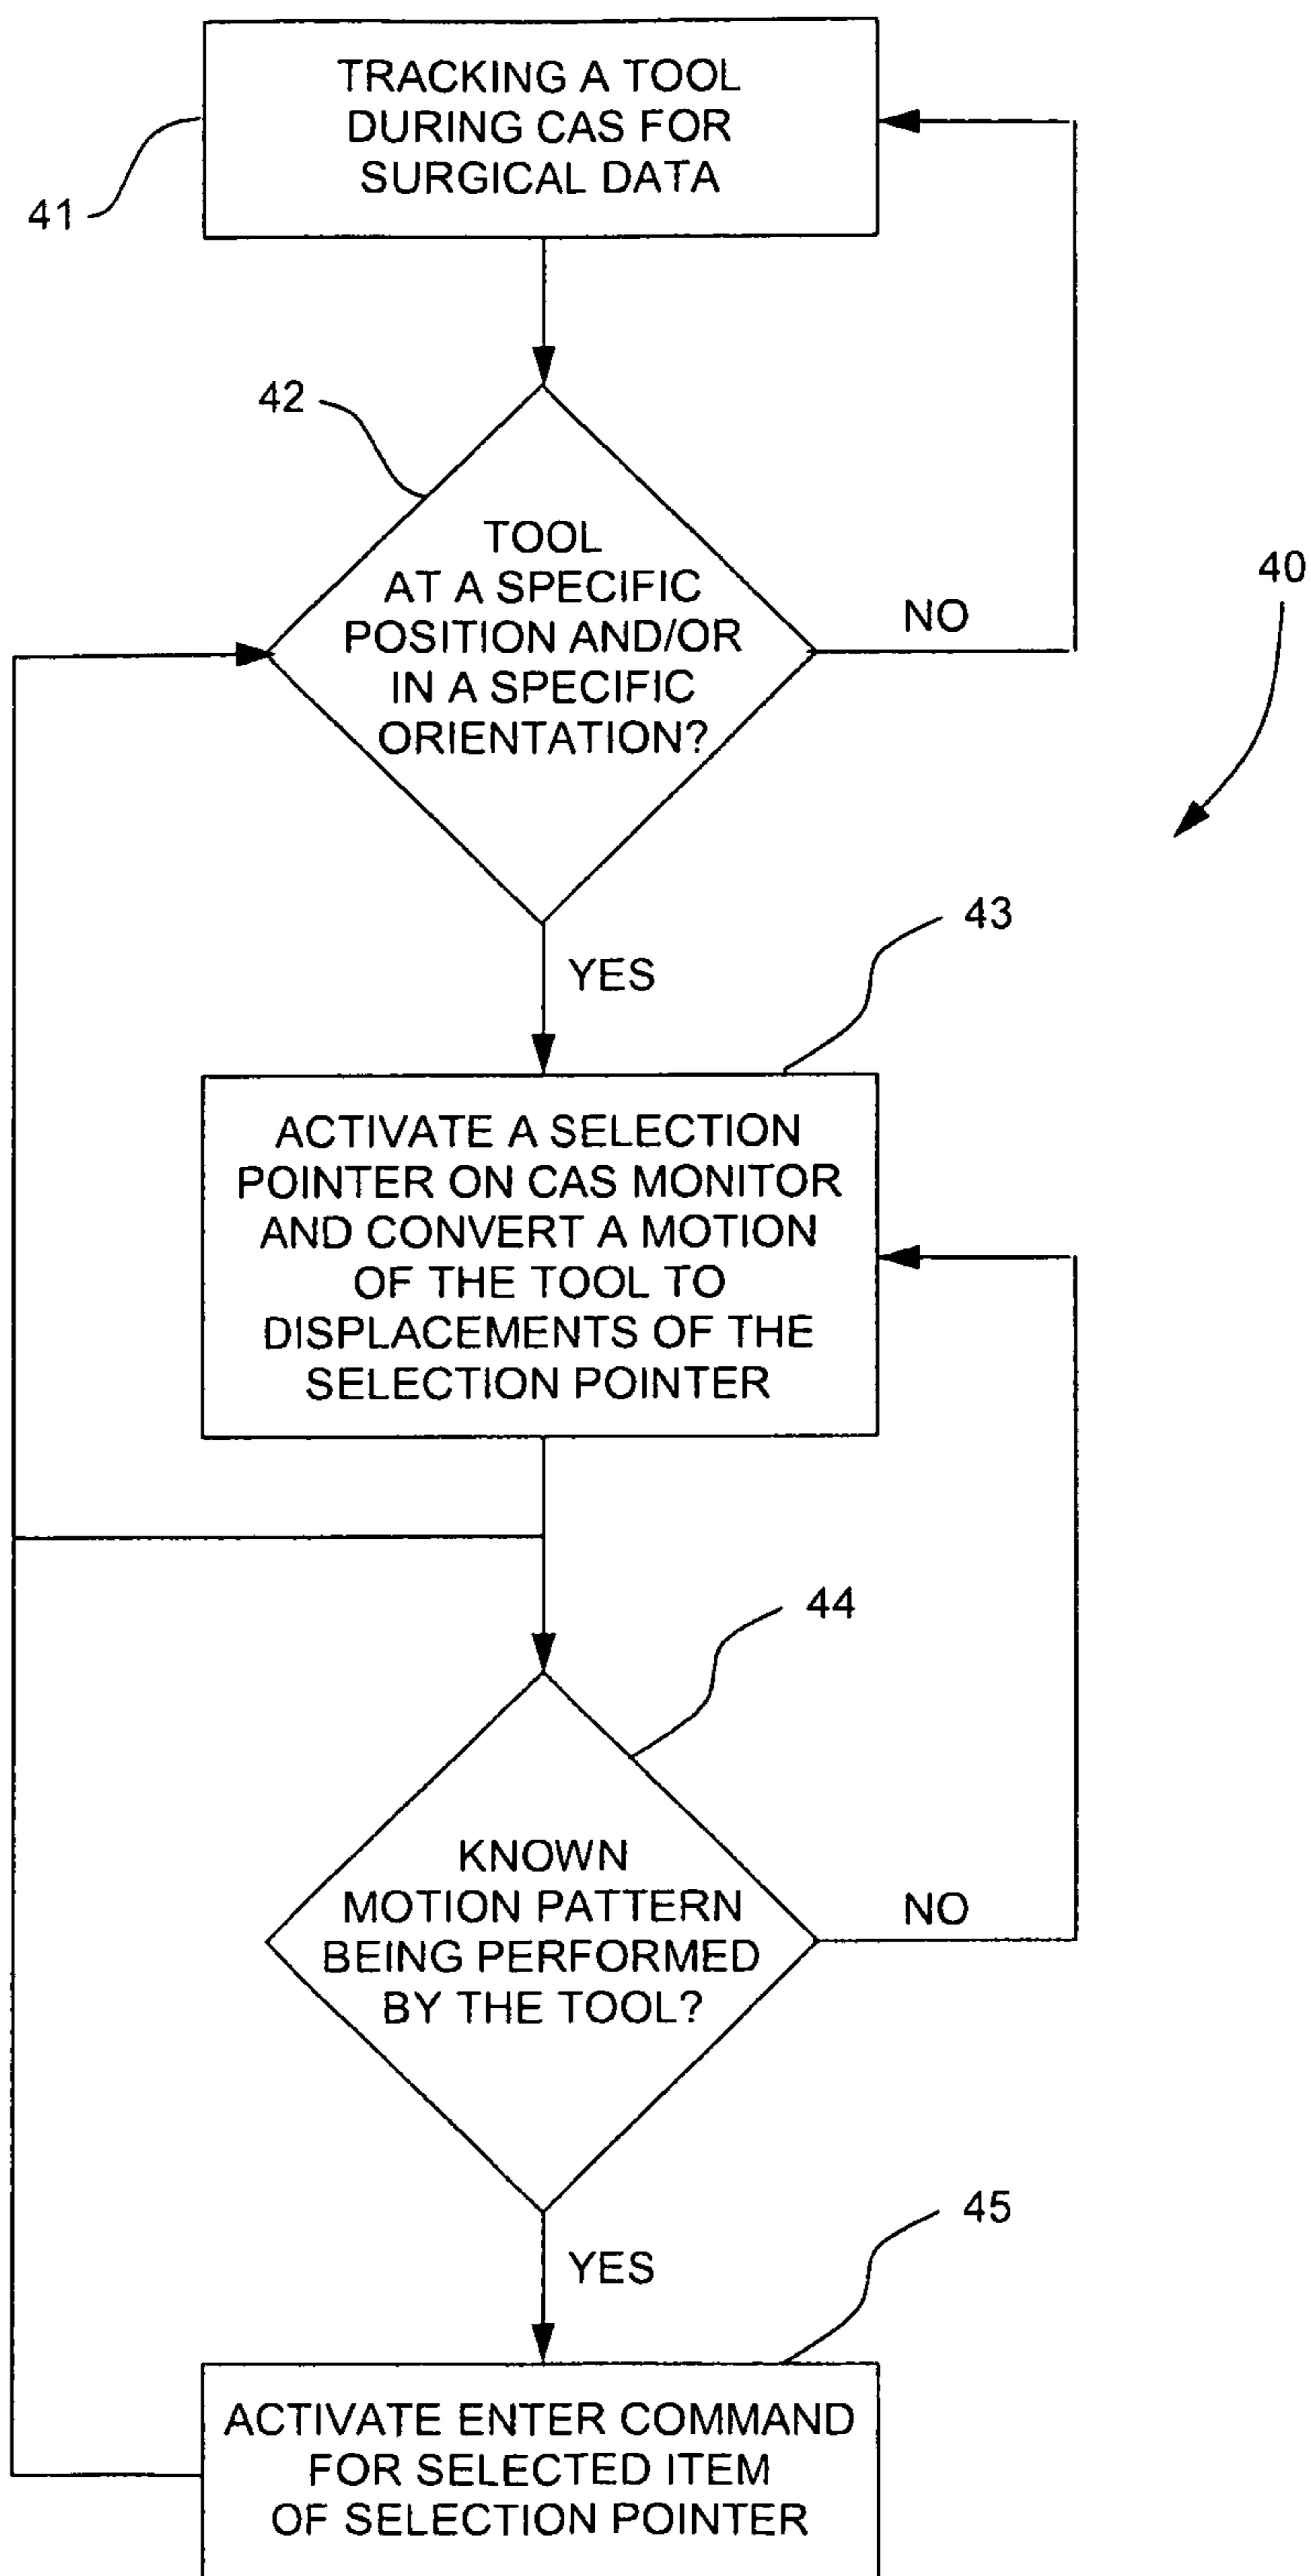 TRACKING A TOOL
DURING CAS FOR
SURGICAL DATA
41
42
TOOL
AT A SPECIFIC
POSITION AND/OR
IN A SPECIFIC
ORIENTATION?
NO
40
YES
43
ACTIVATE A SELECTION
POINTER ON CAS MONITOR
AND CONVERT A MOTION
OF THE TOOL TO
DISPLACEMENTS OF THE
SELECTION POINTER
44
KNOWN
MOTION PATTERN
BEING PERFORMED
BY THE TOOL?
NO
YES
45
ACTIVATE ENTER COMMAND
FOR SELECTED ITEM
OF SELECTION POINTER